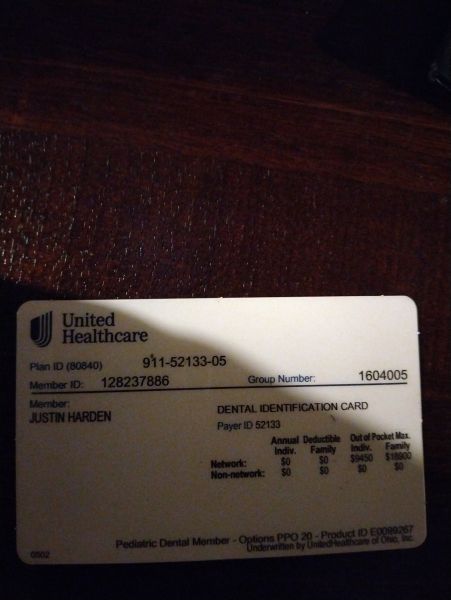 United
Healthcare
Plan ID (80840) 911-52133-05
Member ID: 128237886 Group Number: 1604005
Member:
JUSTIN HARDEN
DENTAL IDENTIFICATION CARD
Payer ID 52133
Annual Deductible Out of Pocket Max.
Indiv. Family Indiv. Family
Network: $0 $0 $9450 $18900
Non-network: $0 $0 $0 $0
Pediatric Dental Member - Options PPO 20 - Product ID E0099267
Underwritten by UnitedHealthcare of Ohio, Inc.
0502